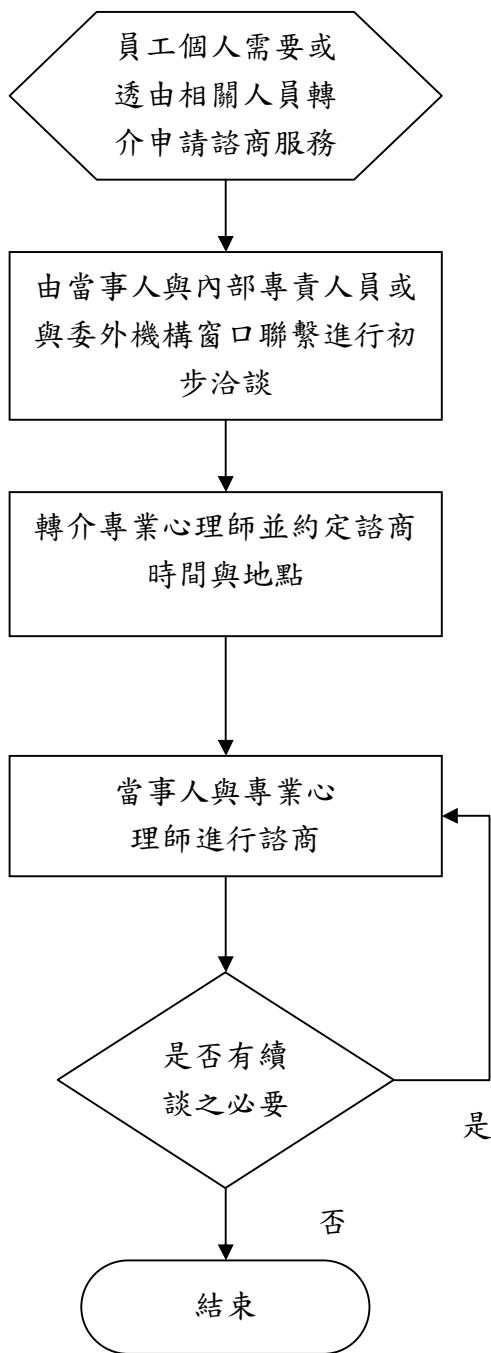 員工個人需要或
透由相關人員轉
介申請諮商服務
由當事人與內部專責人員或
與委外機構窗口聯繫進行初
步洽談
轉介專業心理師並約定諮商
時間與地點
當事人與專業心
理師進行諮商
是否有續
談之必要
是
否
結束